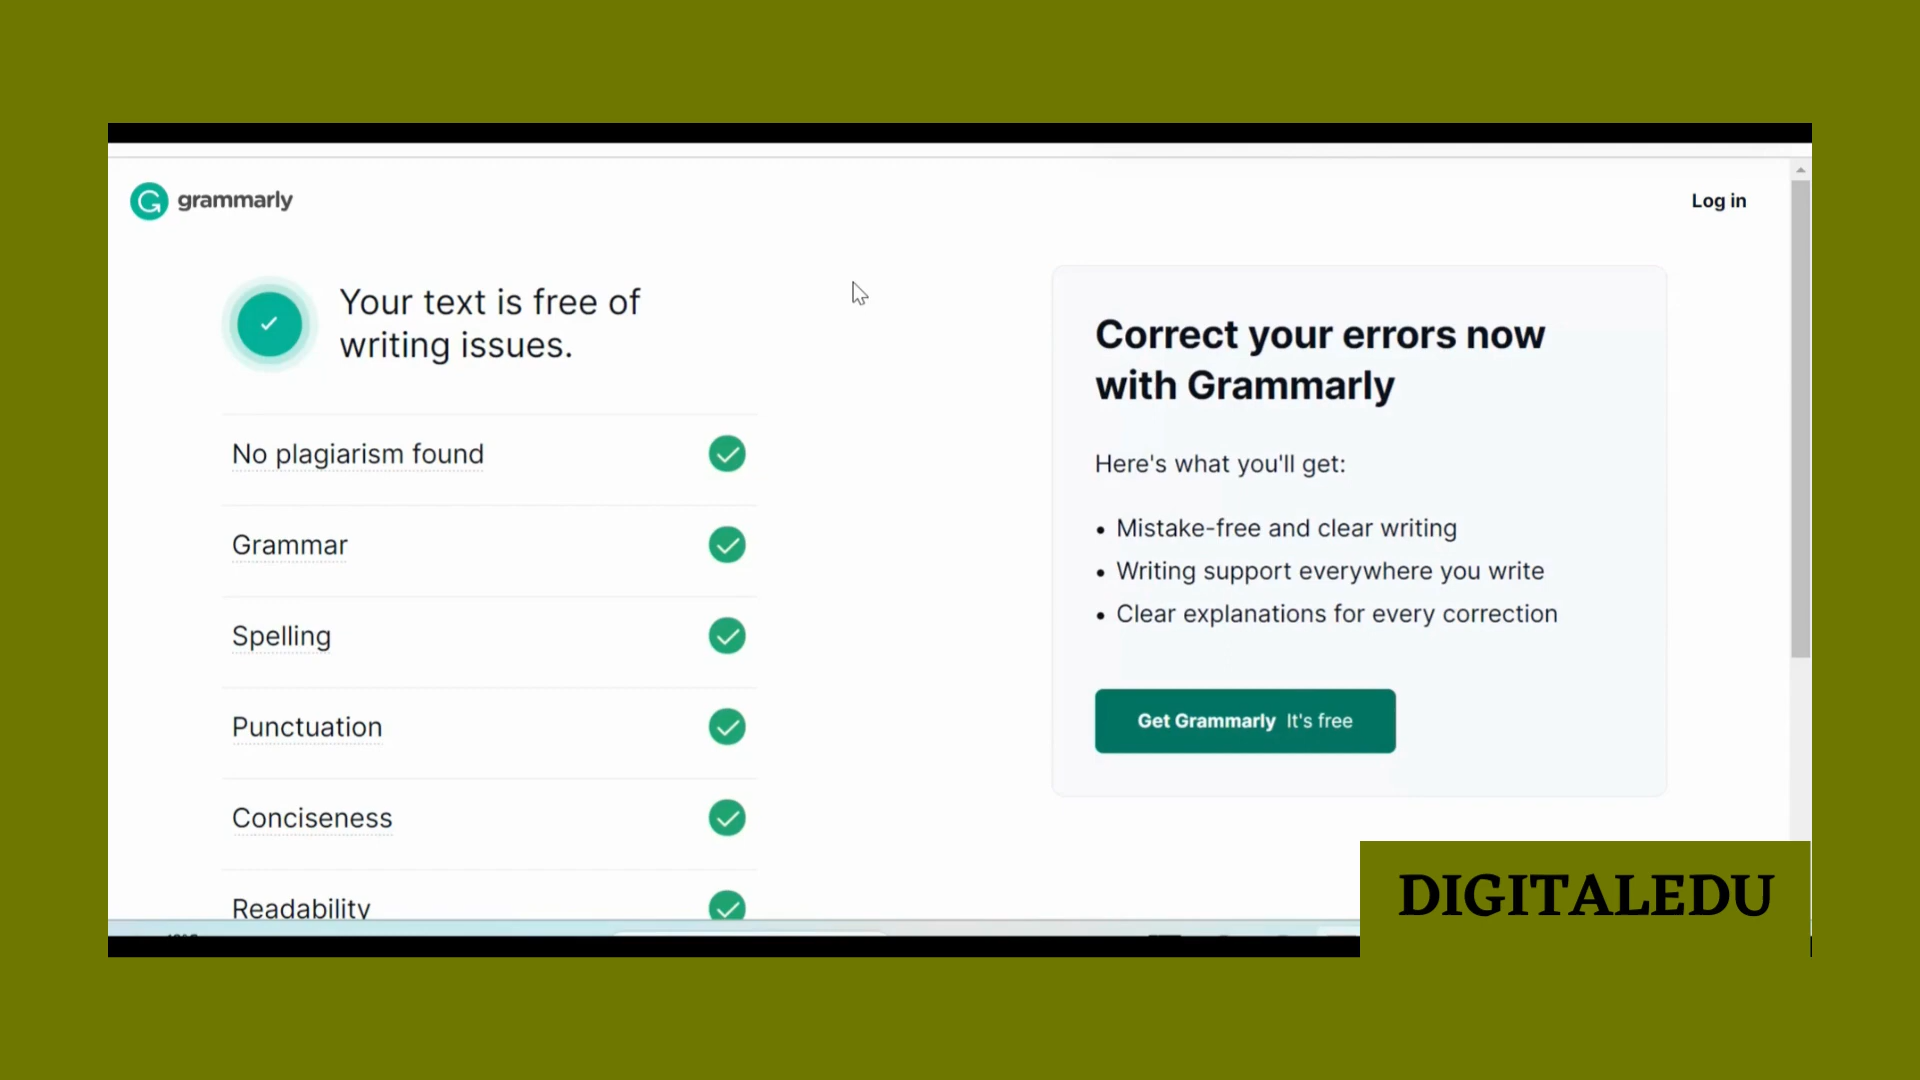 grammarly
Log in
Your text is free of
writing issues.
No plagiarism found
Grammar
Spelling
Punctuation
Conciseness
Readability
Correct your errors now
with Grammarly
Here's what you'll get:
• Mistake-free and clear writing
• Writing support everywhere you write
• Clear explanations for every correction
Get Grammarly It's free
DIGITALEDU